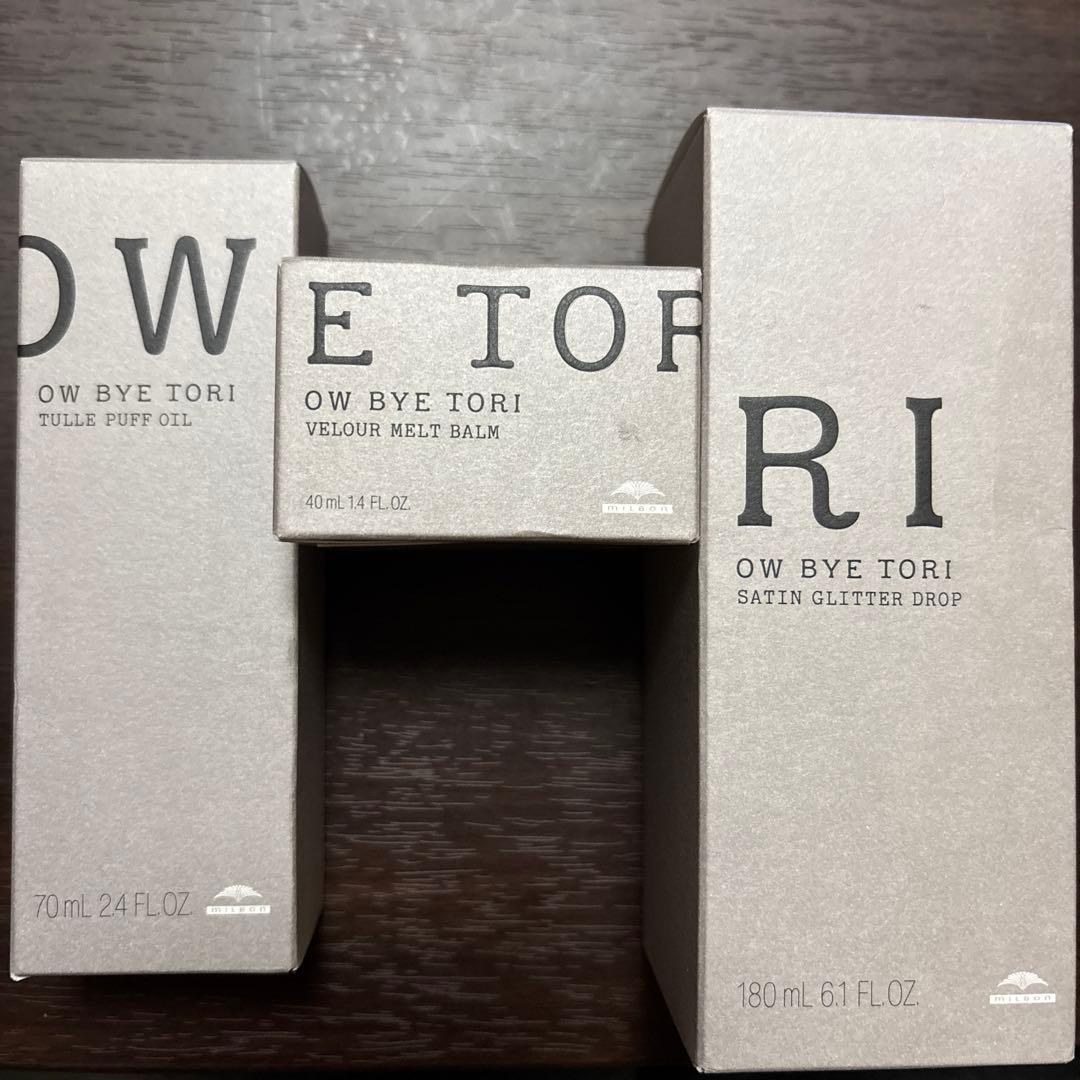 OW
OW BYE TORI
TULLE PUFF OIL
70 mL 2.4 FL.OZ.
milbon
E TOR
OW BYE TORI
VELOUR MELT BALM
40 mL 1.4 FL.OZ.
milbon
RI
OW BYE TORI
SATIN GLITTER DROP
180 mL 6.1 FL.OZ.
milbon